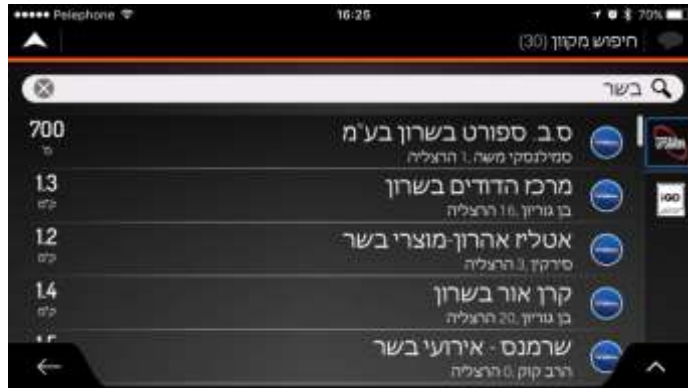 Pelephone 16:26 70%
חיפוש מקוון (30)
בשר
ס.ב. ספורט בשרון בע"מ
סמילנסקי משה, 1 הרצליה
700
מ'
מרכז הדודים בשרון
בן גוריון, 16 הרצליה
1.3
ק"מ
אטליז אהרון-מוצרי בשר
סירקין, 3 הרצליה
1.2
ק"מ
קרן אור בשרון
בן גוריון, 20 הרצליה
1.4
ק"מ
שרמנס - אירועי בשר
הרב קוק, 0 הרצליה
iGO